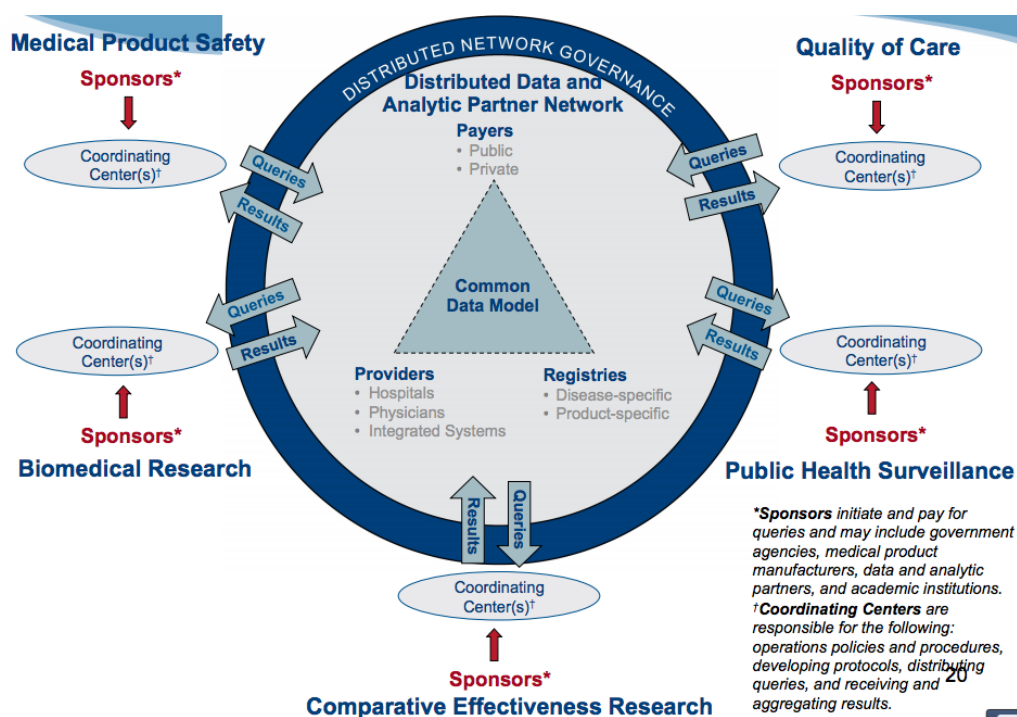 Medical Product Safety
Sponsors*
Coordinating
Center(s)†
Queries
Results
DISTRIBUTED NETWORK GOVERNANCE
Distributed Data and
Analytic Partner Network
Payers
• Public
• Private
Quality of Care
Sponsors*
Coordinating
Center(s)†
Queries
Results
Common
Data Model
Queries
Results
Coordinating
Center(s)†
Sponsors*
Biomedical Research
Providers
• Hospitals
• Physicians
• Integrated Systems
Registries
• Disease-specific
• Product-specific
Queries
Results
Coordinating
Center(s)†
Sponsors*
Public Health Surveillance
Results
Queries
Coordinating
Center(s)†
Sponsors*
Comparative Effectiveness Research
*Sponsors initiate and pay for
queries and may include government
agencies, medical product
manufacturers, data and analytic
partners, and academic institutions.
†Coordinating Centers are
responsible for the following:
operations policies and procedures,
developing protocols, distributing
queries, and receiving and
aggregating results.
20